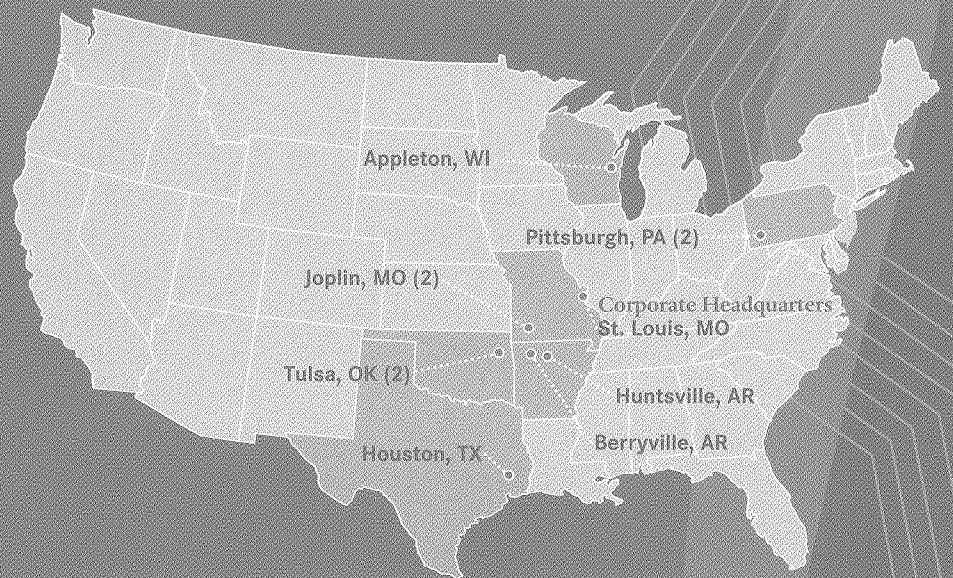 Appleton, WI
Pittsburgh, PA (2)
Joplin, MO (2)
Corporate Headquarters
St. Louis, MO
Tulsa, OK (2)
Huntsville, AR
Berryville, AR
Houston, TX